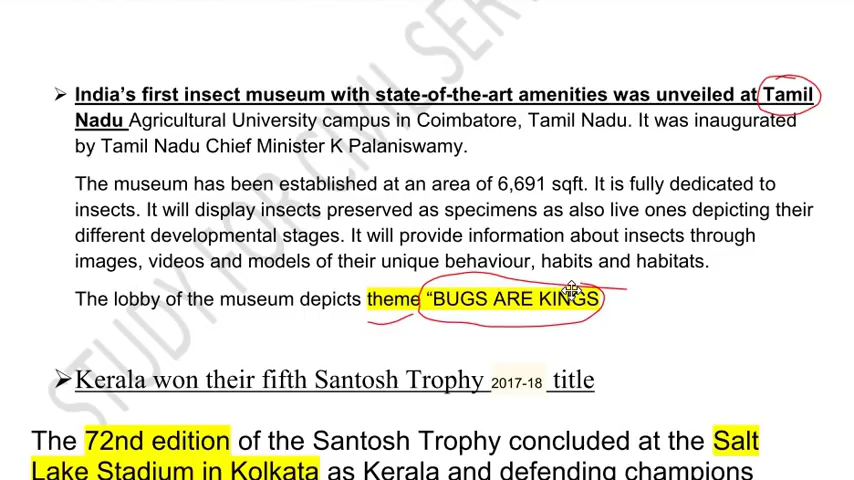 ➢ India's first insect museum with state-of-the-art amenities was unveiled at Tamil
Nadu Agricultural University campus in Coimbatore, Tamil Nadu. It was inaugurated
by Tamil Nadu Chief Minister K Palaniswamy.
The museum has been established at an area of 6,691 sqft. It is fully dedicated to
insects. It will display insects preserved as specimens as also live ones depicting their
different developmental stages. It will provide information about insects through
images, videos and models of their unique behaviour, habits and habitats.
The lobby of the museum depicts theme “BUGS ARE KINGS
➢Kerala won their fifth Santosh Trophy 2017-18 title
The 72nd edition of the Santosh Trophy concluded at the Salt
Lake Stadium in Kolkata as Kerala and defending champions
STUDY FOR CIVIL SERV